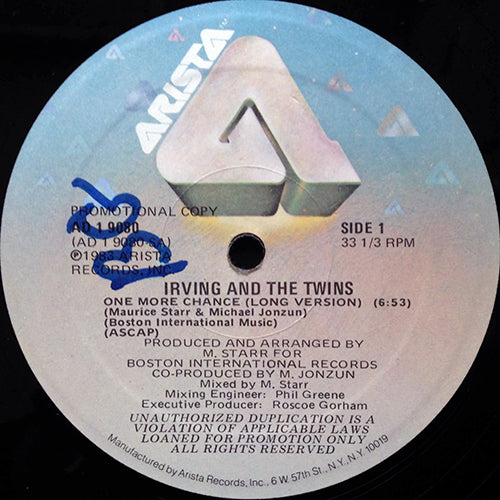 ARISTA
PROMOTIONAL COPY
AD 1 9080
(AD 1 9080-SA)
℗1983 ARISTA
RECORDS, INC.
SIDE 1
33 1/3 RPM
IRVING AND THE TWINS
ONE MORE CHANCE (LONG VERSION) (6:53)
(Maurice Starr & Michael Jonzun)
(Boston International Music)
(ASCAP)
PRODUCED AND ARRANGED BY
M. STARR FOR
BOSTON INTERNATIONAL RECORDS
CO-PRODUCED BY M. JONZUN
Mixed by M. Starr
Mixing Engineer: Phil Greene
Executive Producer: Roscoe Gorham
UNAUTHORIZED DUPLICATION IS A
VIOLATION OF APPLICABLE LAWS
LOANED FOR PROMOTION ONLY
ALL RIGHTS RESERVED
Manufactured by Arista Records, Inc., 6 W. 57th St., N.Y., N.Y. 10019